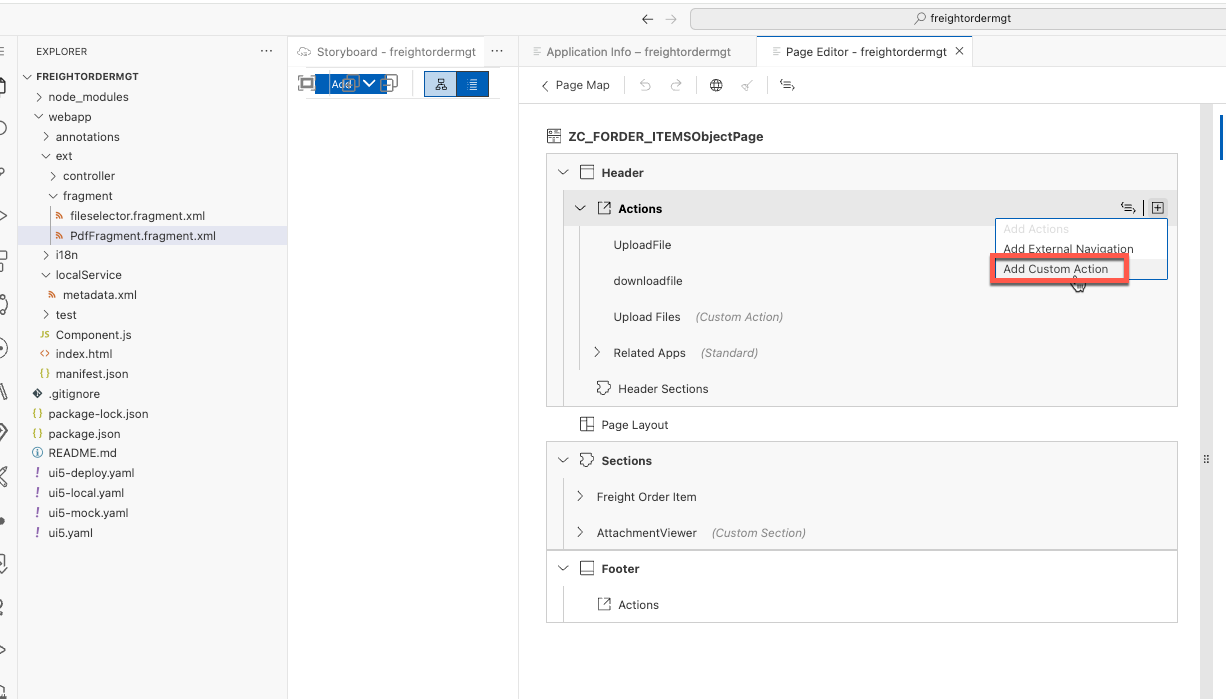 freightordermgt
EXPLORER
FREIGHTORDERMGT
node_modules
webapp
annotations
ext
controller
fragment
fileselector.fragment.xml
PdfFragment.fragment.xml
i18n
localService
metadata.xml
test
JS Component.js
index.html
manifest.json
.gitignore
package-lock.json
package.json
README.md
ui5-deploy.yaml
ui5-local.yaml
ui5-mock.yaml
ui5.yaml
Storyboard - freightordermgt
Add
Application Info – freightordermgt
Page Editor - freightordermgt
Page Map
ZC_FORDER_ITEMSObjectPage
Header
Actions
Add Actions
Add External Navigation
Add Custom Action
UploadFile
downloadfile
Upload Files (Custom Action)
Related Apps (Standard)
Header Sections
Page Layout
Sections
Freight Order Item
AttachmentViewer (Custom Section)
Footer
Actions